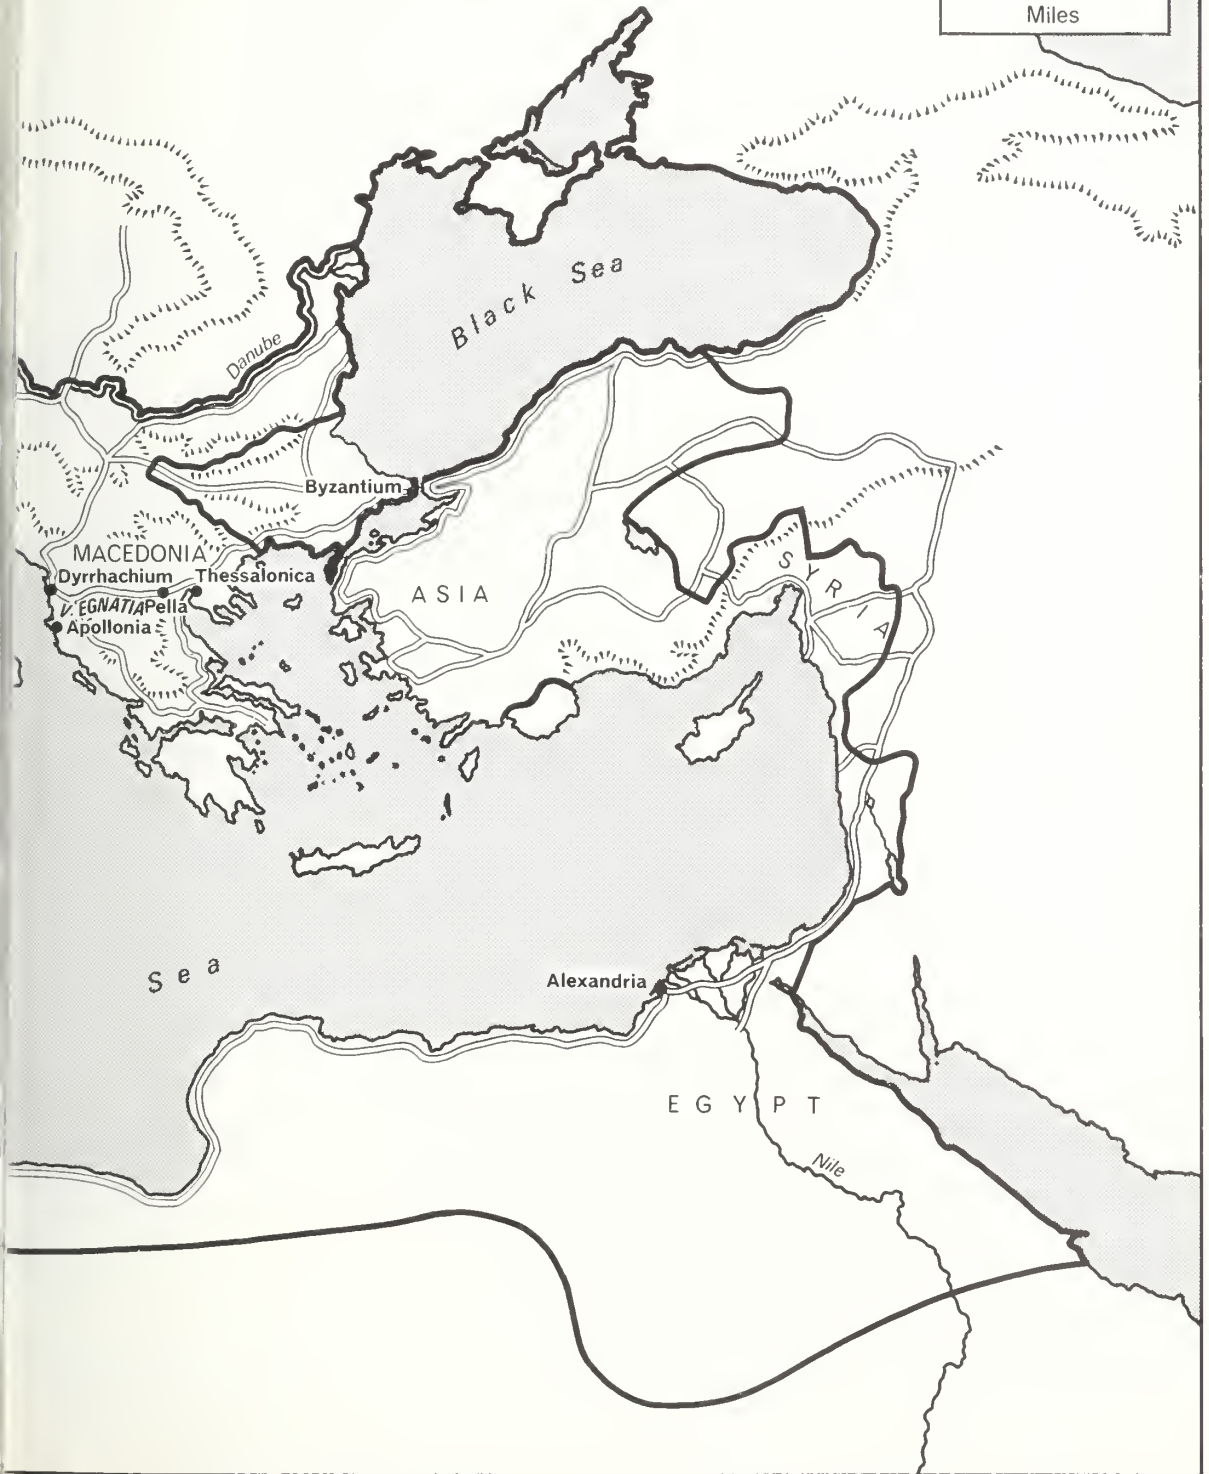 Miles
Black Sea
Danube
Byzantium
MACEDONIA
Dyrrhachium
Thessalonica
V. EGNATIA
Pella
Apollonia
ASIA
SYRIA
Sea
Alexandria
EGYPT
Nile